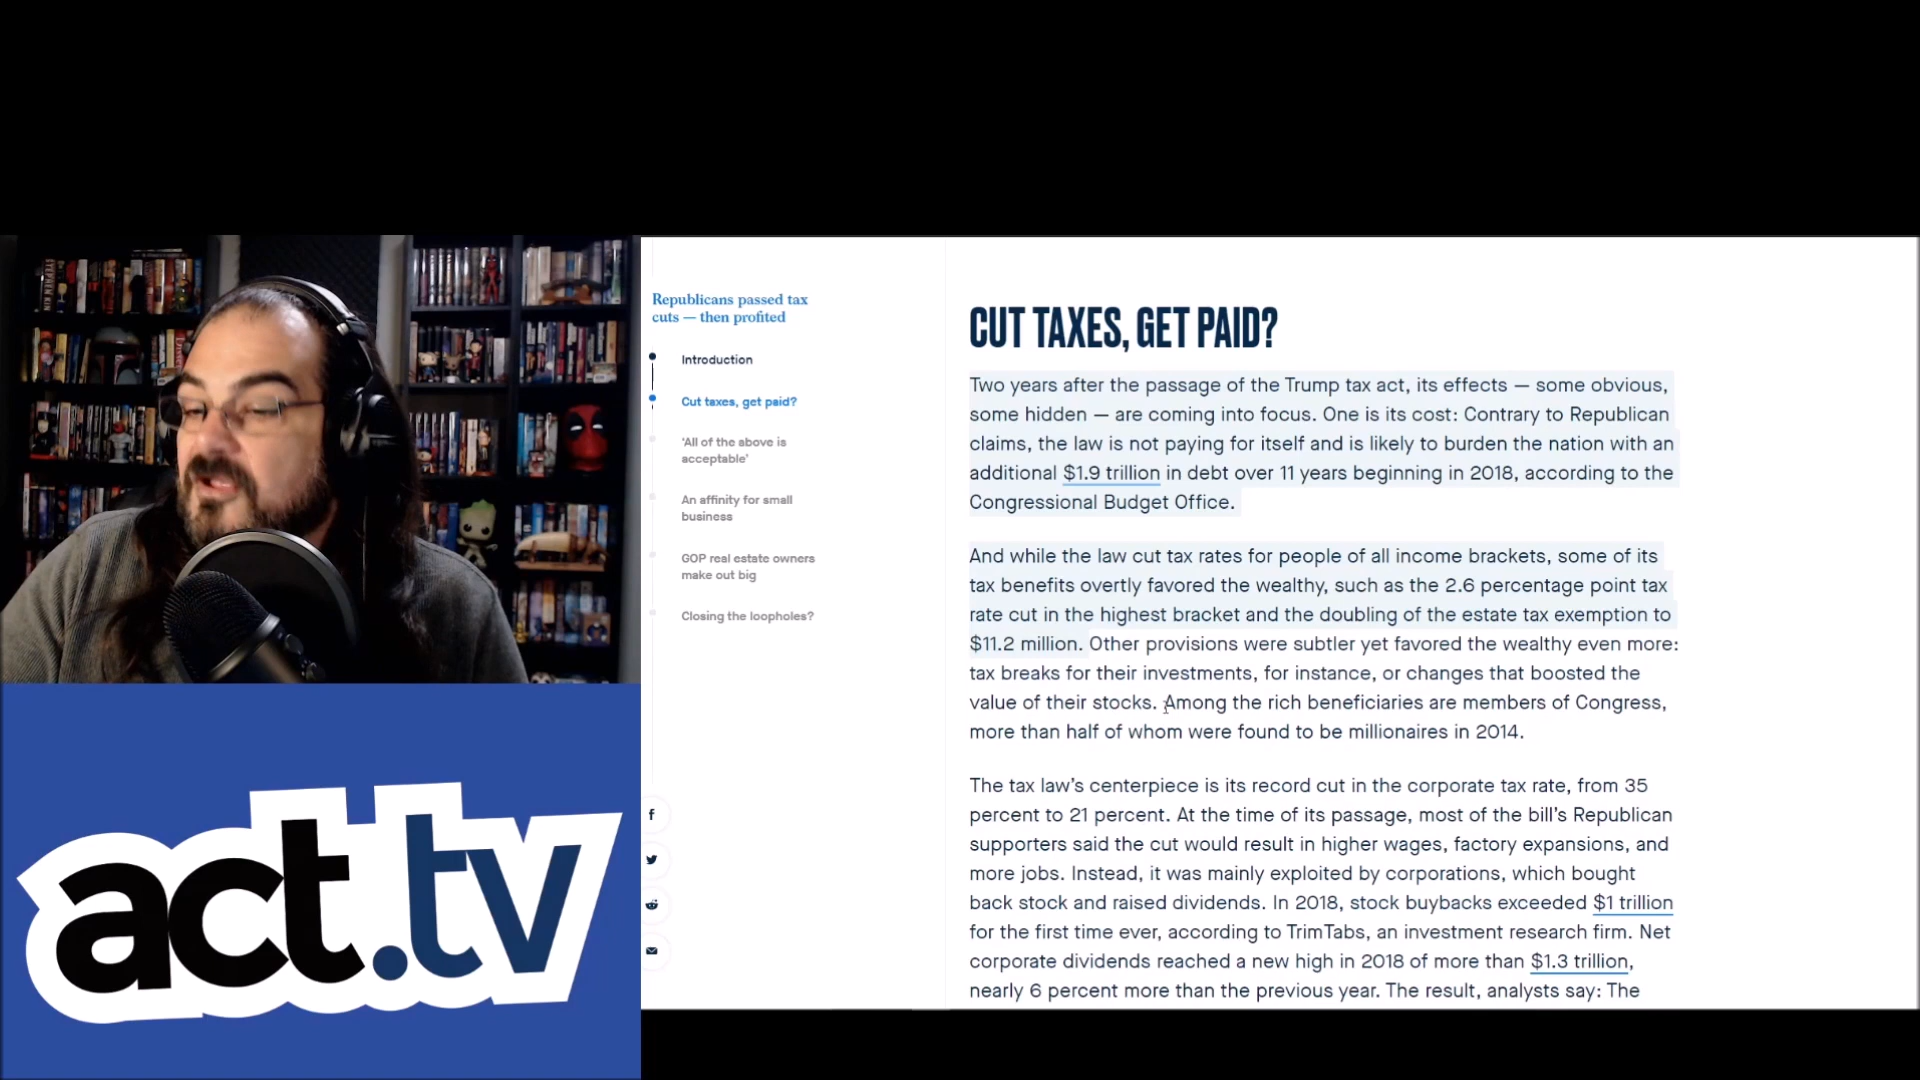 Republicans passed tax
cuts — then profited
Introduction
Cut taxes, get paid?
'All of the above is
acceptable'
An affinity for small
business
GOP real estate owners
make out big
Closing the loopholes?
CUT TAXES, GET PAID?
Two years after the passage of the Trump tax act, its effects — some obvious,
some hidden — are coming into focus. One is its cost: Contrary to Republican
claims, the law is not paying for itself and is likely to burden the nation with an
additional $1.9 trillion in debt over 11 years beginning in 2018, according to the
Congressional Budget Office.
And while the law cut tax rates for people of all income brackets, some of its
tax benefits overtly favored the wealthy, such as the 2.6 percentage point tax
rate cut in the highest bracket and the doubling of the estate tax exemption to
$11.2 million. Other provisions were subtler yet favored the wealthy even more:
tax breaks for their investments, for instance, or changes that boosted the
value of their stocks. Among the rich beneficiaries are members of Congress,
more than half of whom were found to be millionaires in 2014.
The tax law’s centerpiece is its record cut in the corporate tax rate, from 35
percent to 21 percent. At the time of its passage, most of the bill’s Republican
supporters said the cut would result in higher wages, factory expansions, and
more jobs. Instead, it was mainly exploited by corporations, which bought
back stock and raised dividends. In 2018, stock buybacks exceeded $1 trillion
for the first time ever, according to TrimTabs, an investment research firm. Net
corporate dividends reached a new high in 2018 of more than $1.3 trillion,
nearly 6 percent more than the previous year. The result, analysts say: The
act.tv
STEPHEN KING